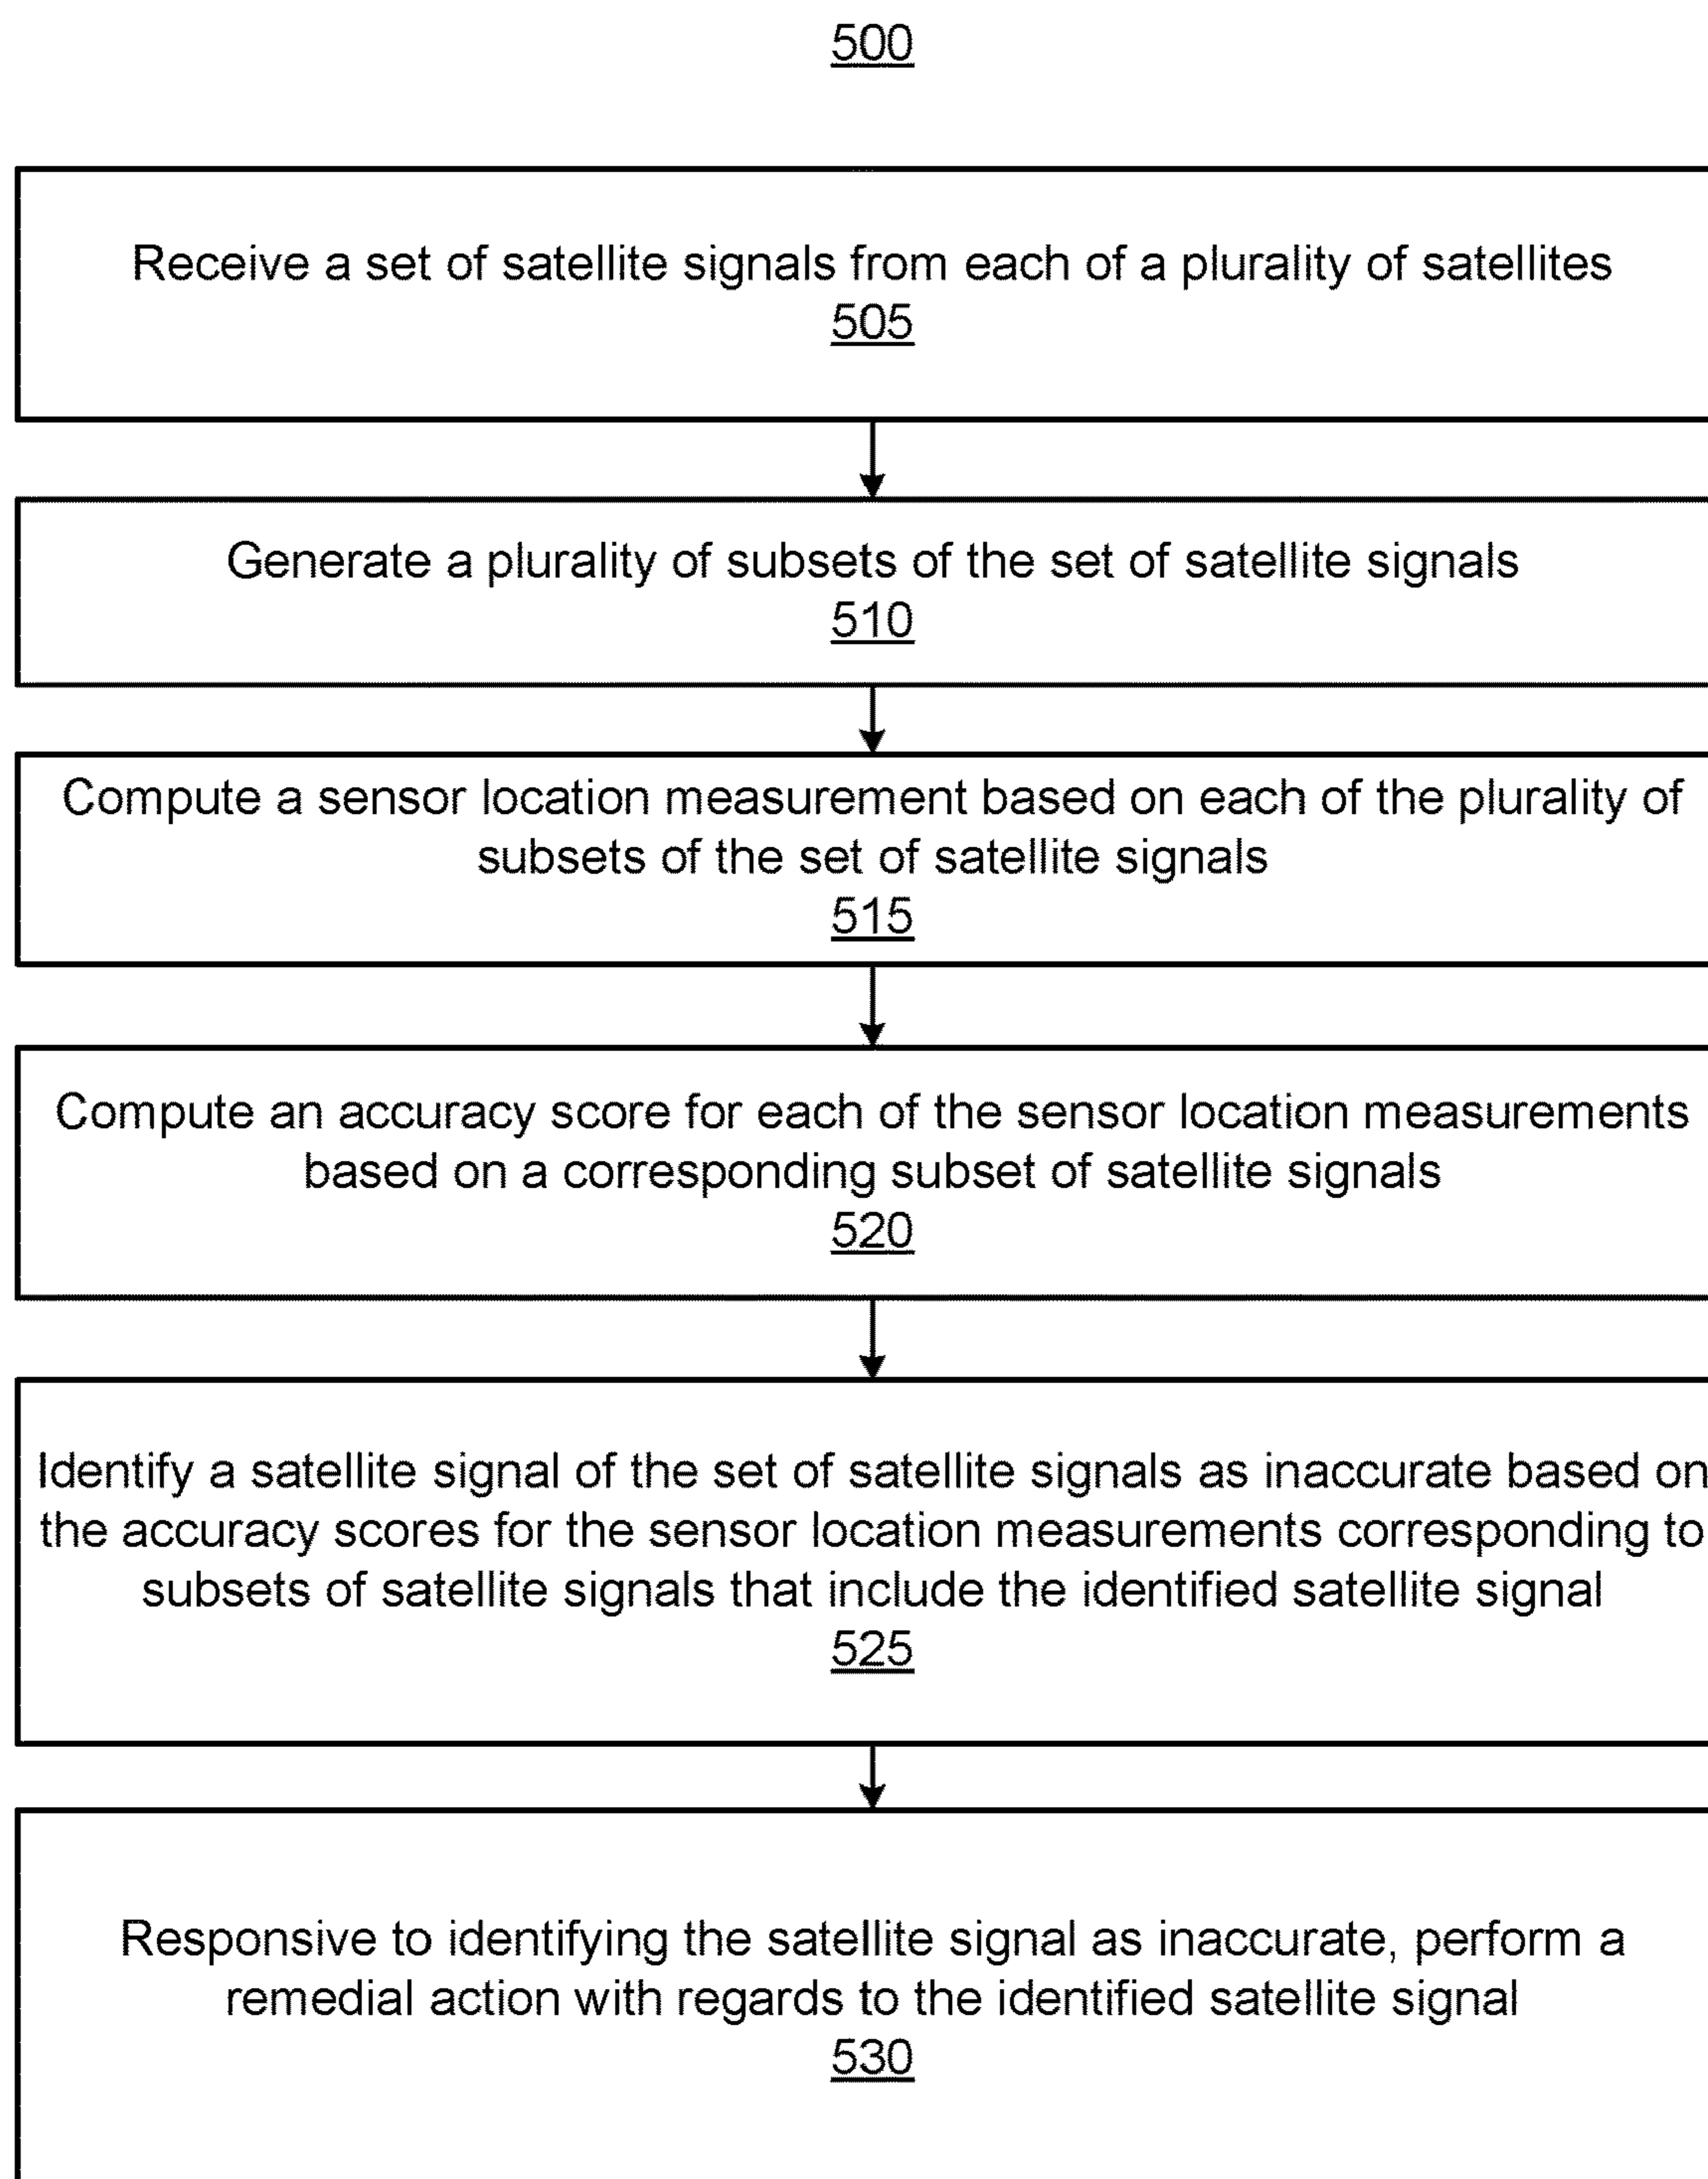 500
Receive a set of satellite signals from each of a plurality of satellites
505
Generate a plurality of subsets of the set of satellite signals
510
Compute a sensor location measurement based on each of the plurality of
subsets of the set of satellite signals
515
Compute an accuracy score for each of the sensor location measurements
based on a corresponding subset of satellite signals
520
Identify a satellite signal of the set of satellite signals as inaccurate based on
the accuracy scores for the sensor location measurements corresponding to
subsets of satellite signals that include the identified satellite signal
525
Responsive to identifying the satellite signal as inaccurate, perform a
remedial action with regards to the identified satellite signal
530